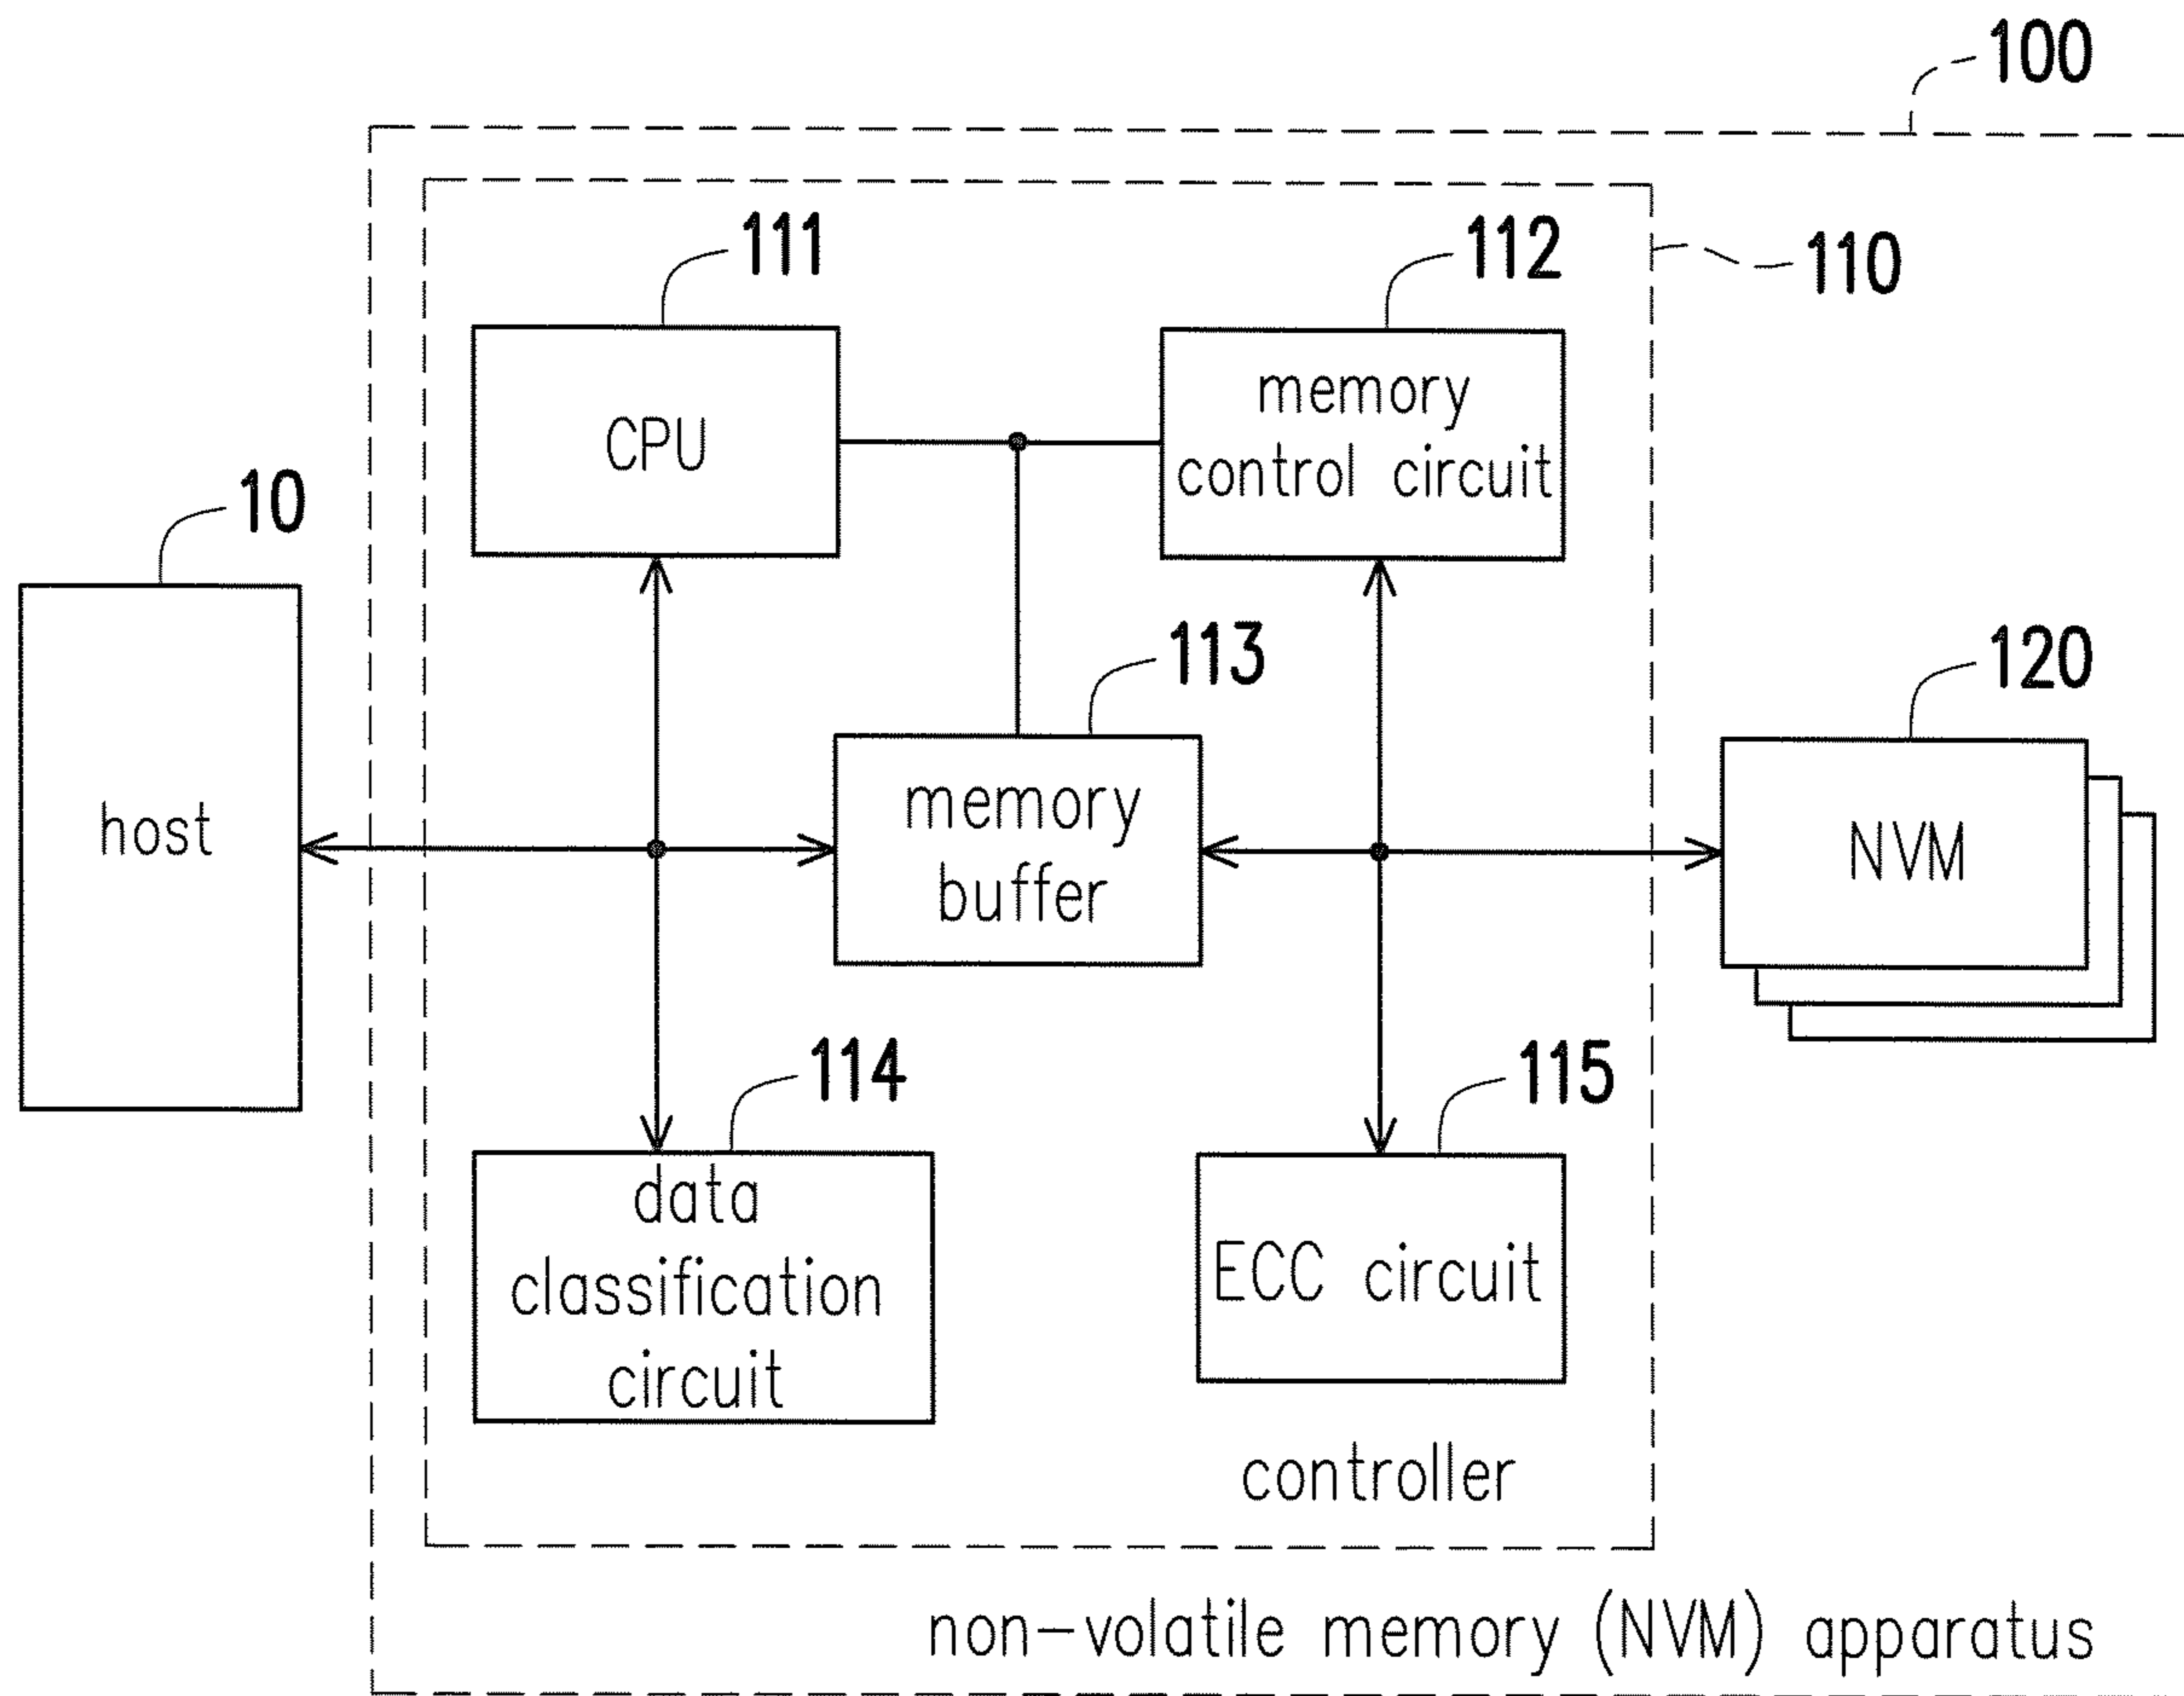 100
110
111
112
CPU
memory
control circuit
10
host
113
memory
buffer
120
NVM
114
data
classification
circuit
115
ECC circuit
controller
non-volatile memory (NVM) apparatus